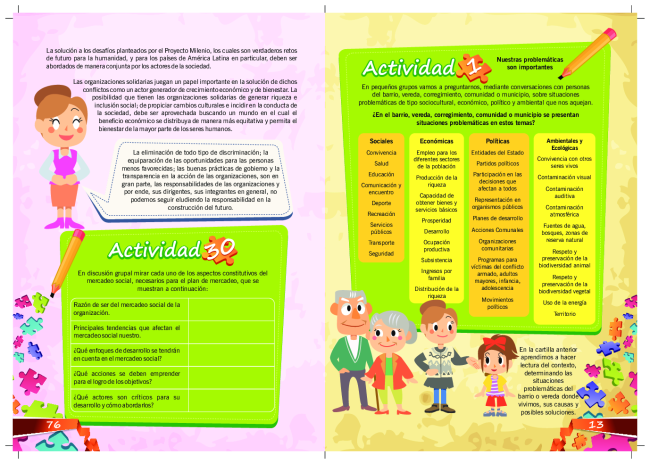 La solución a los desafíos planteados por el Proyecto Milenio, los cuales son verdaderos retos
de futuro para la humanidad, y para los países de América Latina en particular, deben ser
abordados de manera conjunta por los actores de la sociedad.
Las organizaciones solidarias juegan un papel importante en la solución de dichos
conflictos como un actor generador de crecimiento económico y de bienestar. La
posibilidad que tienen las organizaciones solidarias de generar riqueza e
inclusión social; de propiciar cambios culturales e incidir en la conducta de
la sociedad, debe ser aprovechada buscando un mundo en el cual el
beneficio económico se distribuya de manera más equitativa y permita el
bienestar de la mayor parte de los seres humanos.
La eliminación de todo tipo de discriminación; la
equiparación de las oportunidades para las personas
menos favorecidas; las buenas prácticas de gobierno y la
transparencia en la acción de las organizaciones, son en
gran parte, las responsabilidades de las organizaciones y
por ende, sus dirigentes, sus integrantes en general, no
podemos seguir eludiendo la responsabilidad en la
construcción del futuro.
Actividad 30
En discusión grupal mirar cada uno de los aspectos constitutivos del
mercadeo social, necesarios para el plan de mercadeo, que se
muestran a continuación:
Razón de ser del mercadeo social de la
organización.
Principales tendencias que afectan el
mercadeo social nuestro.
¿Qué enfoques de desarrollo se tendrán
en cuenta en el mercadeo social?
¿Qué acciones se deben emprender
para el logro de los objetivos?
¿Qué actores son críticos para su
desarrollo y cómo abordarlos?
76
Actividad 1
Nuestras problemáticas
son importantes
En pequeños grupos vamos a preguntarnos, mediante conversaciones con personas
del barrio, vereda, corregimiento, comunidad o municipio, sobre situaciones
problemáticas de tipo sociocultural, económico, político y ambiental que nos aquejan.
¿En el barrio, vereda, corregimiento, comunidad o municipio se presentan
situaciones problemáticas en estos temas?
Sociales
Convivencia
Salud
Educación
Comunicación y
encuentro
Deporte
Recreación
Servicios
públicos
Transporte
Seguridad
Económicas
Empleo para los
diferentes sectores
de la población
Producción de la
riqueza
Capacidad de
obtener bienes y
servicios básicos
Prosperidad
Desarrollo
Ocupación
productiva
Subsistencia
Ingresos por
familia
Distribución de la
riqueza
Políticas
Entidades del Estado
Partidos políticos
Participación en las
decisiones que
afectan a todos
Representación en
organismos públicos
Planes de desarrollo
Acciones Comunales
Organizaciones
comunitarias
Programas para
víctimas del conflicto
armado, adultos
mayores, infancia,
adolescencia
Movimientos
políticos
Ambientales y
Ecológicas
Convivencia con otros
seres vivos
Contaminación visual
Contaminación
auditiva
Contaminación
atmosférica
Fuentes de agua,
bosques, zonas de
reserva natural
Respeto y
preservación de la
biodiversidad animal
Respeto y
preservación de la
biodiversidad vegetal
Uso de la energía
Territorio
En la cartilla anterior
aprendimos a hacer
lectura del contexto,
determinando las
situaciones
problemáticas del
barrio o vereda donde
vivimos, sus causas y
posibles soluciones.
13